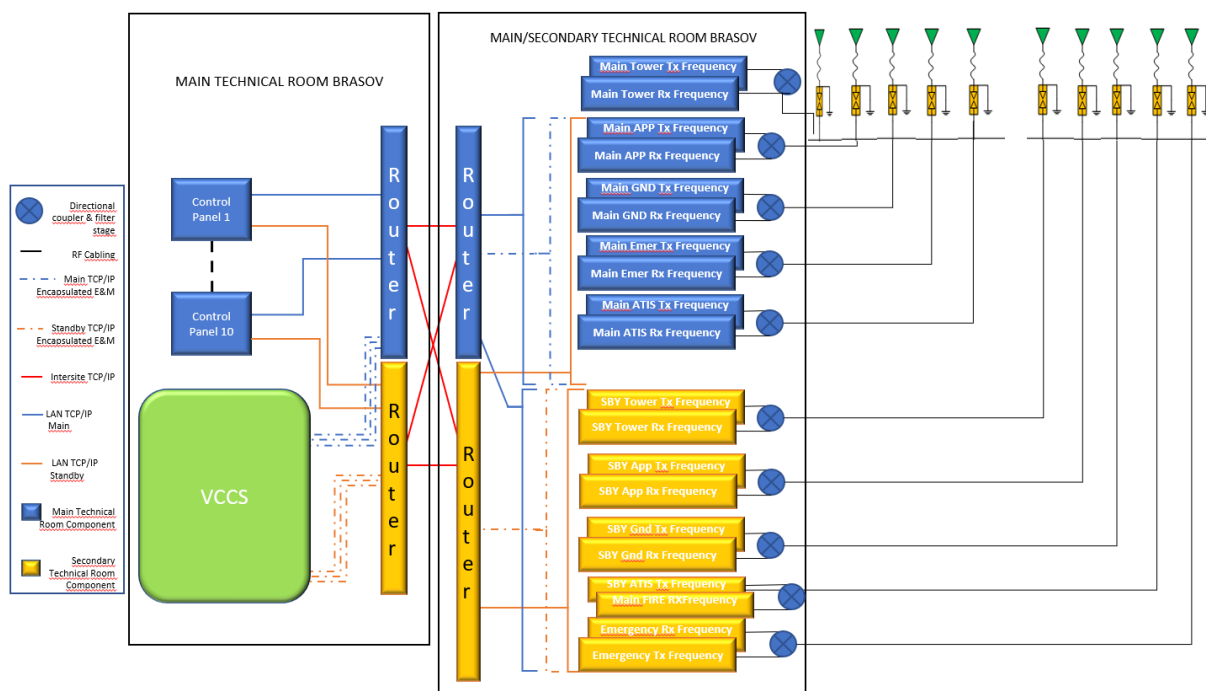 MAIN TECHNICAL ROOM BRASOV
MAIN/SECONDARY TECHNICAL ROOM BRASOV
Directional
coupler & filter
stage
RF Cabling
Main TCP/IP
Encapsulated E&M
Standby TCP/IP
Encapsulated E&M
Intersite TCP/IP
LAN TCP/IP
Main
LAN TCP/IP
Standby
Main Technical
Room Component
Secondary
Technical Room
Component
Control
Panel 1
Control
Panel 10
VCCS
Router
Router
Router
Router
Main Tower Tx Frequency
Main Tower Rx Frequency
Main APP Tx Frequency
Main APP Rx Frequency
Main GND Tx Frequency
Main GND Rx Frequency
Main Emer Tx Frequency
Main Emer Rx Frequency
Main ATIS Tx Frequency
Main ATIS Rx Frequency
SBY Tower Tx Frequency
SBY Tower Rx Frequency
SBY App Tx Frequency
SBY App Rx Frequency
SBY Gnd Tx Frequency
SBY Gnd Rx Frequency
SBY ATIS Tx Frequency
Main FIRE RXFrequency
Emergency Rx Frequency
Emergency Tx Frequency